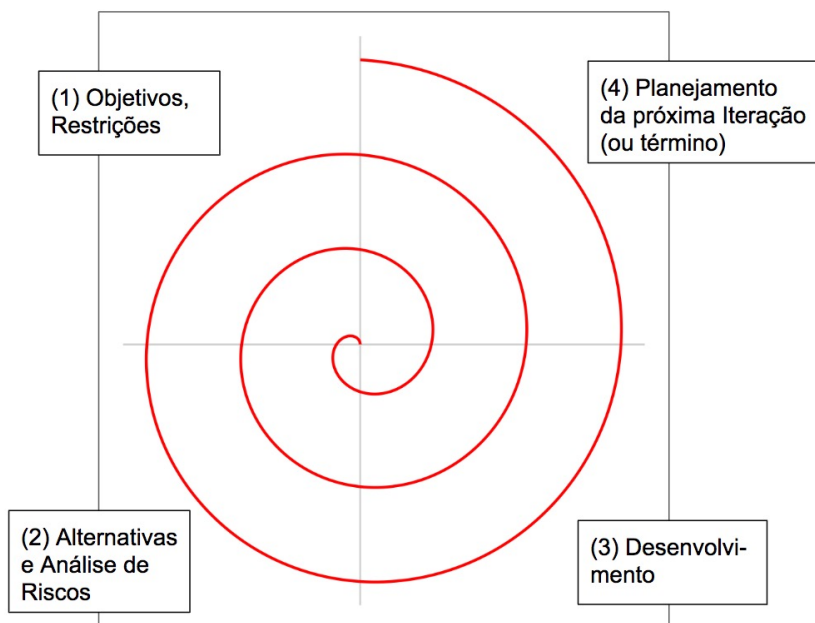 (1) Objetivos,
Restrições
(4) Planejamento
da próxima Iteração
(ou término)
(2) Alternativas
e Análise de
Riscos
(3) Desenvolvi-
mento